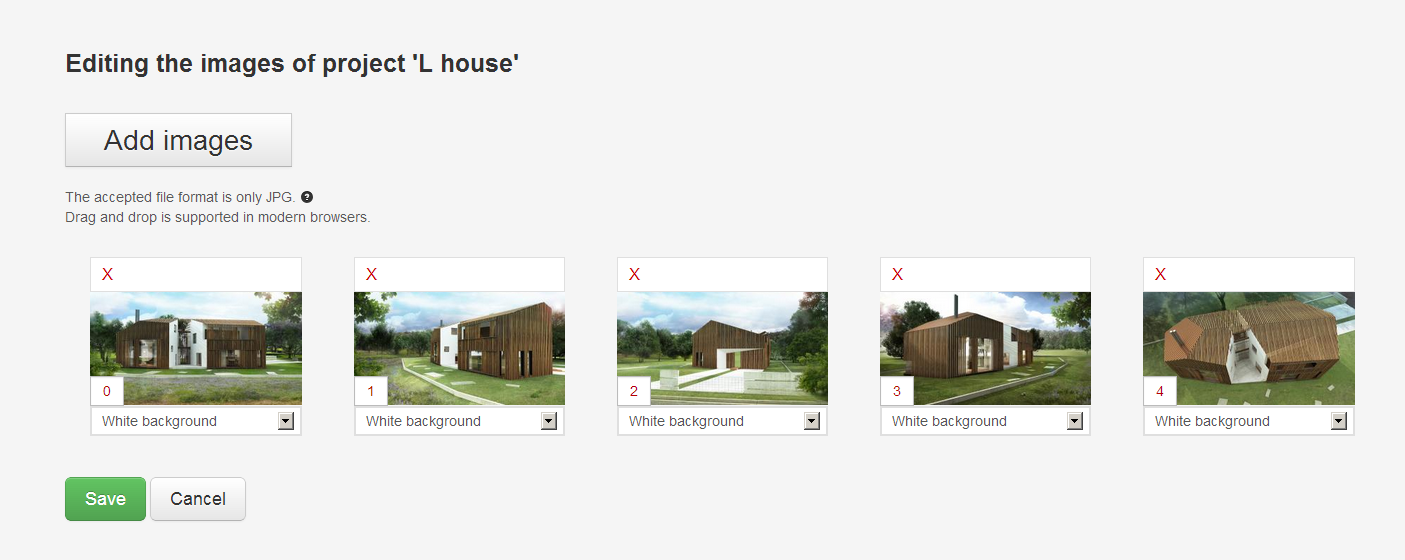 Editing the images of project 'L house'
Add images
The accepted file format is only JPG. ?
Drag and drop is supported in modern browsers.
X X X X X
0 1 2 3 4
White background White background White background White background White background
Save Cancel